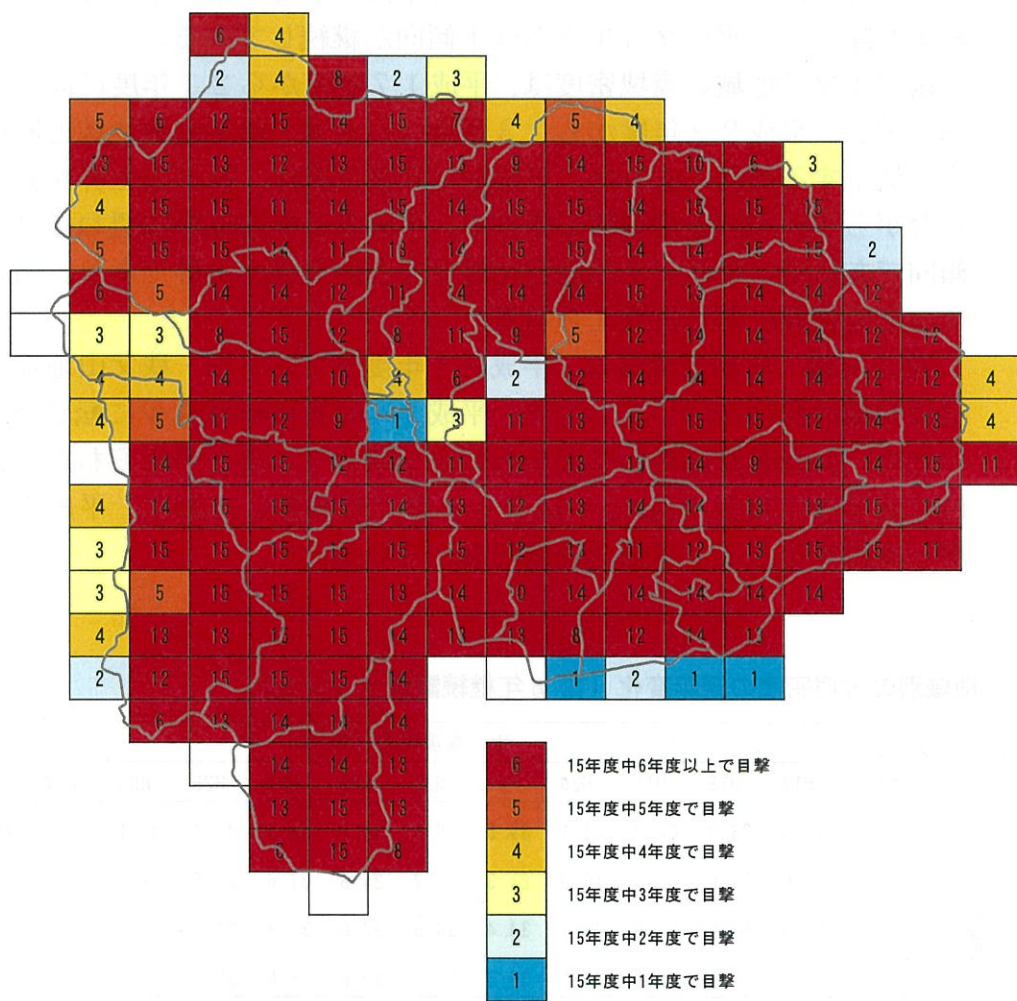 6 4
2 4 8 2 3
5 6 12 15 14 15 7 4 5 4
13 15 13 12 13 15 13 9 14 15 10 6 3
4 15 15 11 14 15 14 15 15 14 15 15 15
5 15 15 14 11 13 14 15 15 14 14 15 15 2
6 5 14 14 12 11 14 14 14 15 13 14 14 12
3 3 8 15 12 8 11 9 5 12 14 14 14 12 12
4 4 14 14 10 4 6 2 12 14 14 14 14 12 12 4
4 5 11 12 9 1 3 11 13 15 15 15 12 14 13 4
14 15 15 12 12 11 12 13 14 9 14 14 15 11
4 14 15 15 15 14 13 12 13 14 14 13 13 15
3 15 15 15 15 15 15 12 11 12 13 15 15 11
3 5 15 15 15 13 14 10 14 14 14 14 14
4 13 13 15 15 14 13 13 8 12 14 13
2 12 15 15 15 14 1 2 1 1
6 13 14 14 14
14 14 13
13 15 13
6 15 8
6 15年度中6年度以上で目撃
5 15年度中5年度で目撃
4 15年度中4年度で目撃
3 15年度中3年度で目撃
2 15年度中2年度で目撃
1 15年度中1年度で目撃